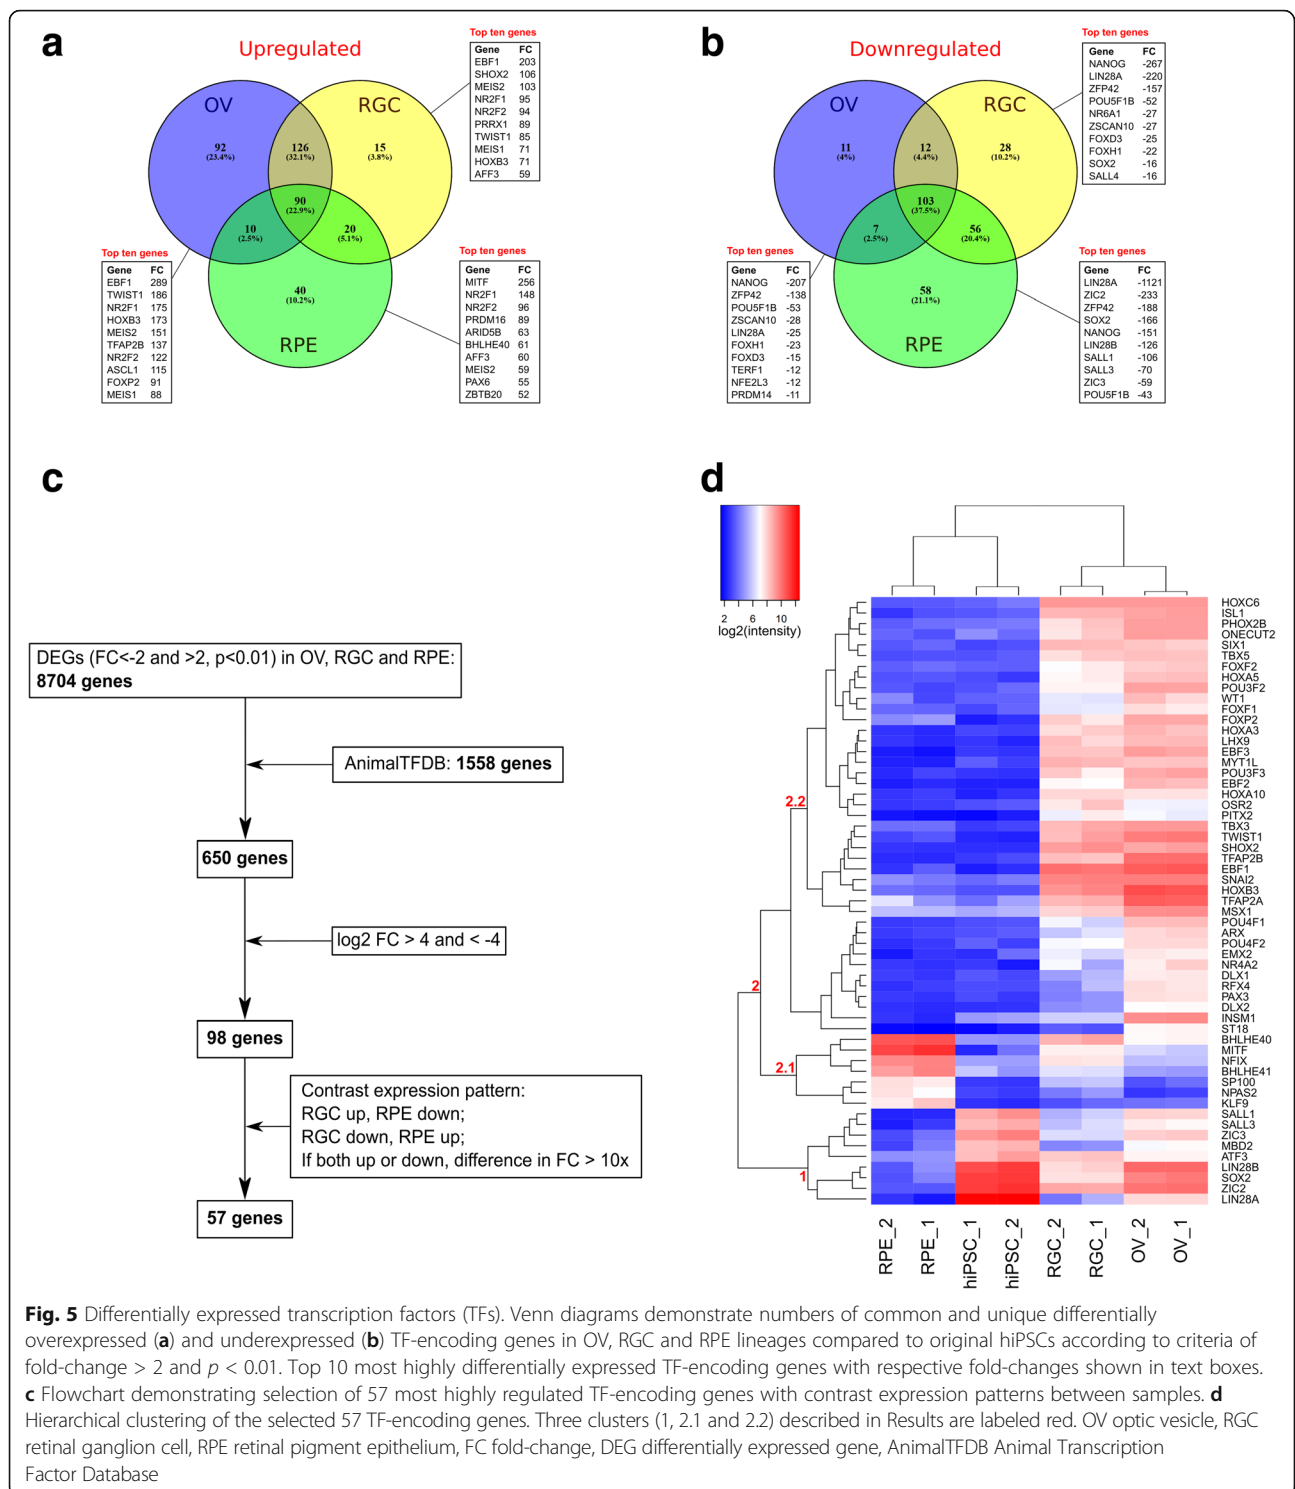 a
Upregulated
OV
RGC
RPE
92
(23.4%)
126
(32.1%)
15
(3.8%)
90
(22.9%)
10
(2.5%)
20
(5.1%)
40
(10.2%)
Top ten genes
Gene FC
EBF1 203
SHOX2 106
MEIS2 103
NR2F1 95
NR2F2 94
PRRX1 89
TWIST1 85
MEIS1 71
HOXB3 71
AFF3 59
Top ten genes
Gene FC
EBF1 289
TWIST1 186
NR2F1 175
HOXB3 173
MEIS2 151
TFAP2B 137
NR2F2 122
ASCL1 115
FOXP2 91
MEIS1 88
Top ten genes
Gene FC
MITF 256
NR2F1 148
NR2F2 96
PRDM16 89
ARID5B 63
BHLHE40 61
AFF3 60
MEIS2 59
PAX6 55
ZBTB20 52
b
Downregulated
OV
RGC
RPE
11
(4%)
12
(4.4%)
28
(10.2%)
103
(37.5%)
7
(2.5%)
56
(20.4%)
58
(21.1%)
Top ten genes
Gene FC
NANOG -267
LIN28A -220
ZFP42 -157
POU5F1B -52
NR6A1 -27
ZSCAN10 -27
FOXD3 -25
FOXH1 -22
SOX2 -16
SALL4 -16
Top ten genes
Gene FC
NANOG -207
ZFP42 -138
POU5F1B -53
ZSCAN10 -28
LIN28A -25
FOXH1 -23
FOXD3 -15
TERF1 -12
NFE2L3 -12
PRDM14 -11
Top ten genes
Gene FC
LIN28A -1121
ZIC2 -233
ZFP42 -188
SOX2 -166
NANOG -151
LIN28B -126
SALL1 -106
SALL3 -70
ZIC3 -59
POU5F1B -43
c
DEGs (FC<-2 and >2, p<0.01) in OV, RGC and RPE:
8704 genes
AnimalTFDB: 1558 genes
650 genes
log2 FC > 4 and < -4
98 genes
Contrast expression pattern:
RGC up, RPE down;
RGC down, RPE up;
If both up or down, difference in FC > 10x
57 genes
d
2 6 10
log2(intensity)
2.2
2
2.1
1
HOXC6
ISL1
PHOX2B
ONECUT2
SIX1
TBX5
FOXF2
HOXA5
POU3F2
WT1
FOXF1
FOXP2
HOXA3
LHX9
EBF3
MYT1L
POU3F3
EBF2
HOXA10
OSR2
PITX2
TBX3
TWIST1
SHOX2
TFAP2B
EBF1
SNAI2
HOXB3
TFAP2A
MSX1
POU4F1
ARX
POU4F2
EMX2
NR4A2
DLX1
RFX4
PAX3
DLX2
INSM1
ST18
BHLHE40
MITF
NFIX
BHLHE41
SP100
NPAS2
KLF9
SALL1
SALL3
ZIC3
MBD2
ATF3
LIN28B
SOX2
ZIC2
LIN28A
RPE_2
RPE_1
hiPSC_1
hiPSC_2
RGC_2
RGC_1
OV_2
OV_1
Fig. 5 Differentially expressed transcription factors (TFs). Venn diagrams demonstrate numbers of common and unique differentially
overexpressed (a) and underexpressed (b) TF-encoding genes in OV, RGC and RPE lineages compared to original hiPSCs according to criteria of
fold-change > 2 and p < 0.01. Top 10 most highly differentially expressed TF-encoding genes with respective fold-changes shown in text boxes.
c Flowchart demonstrating selection of 57 most highly regulated TF-encoding genes with contrast expression patterns between samples. d
Hierarchical clustering of the selected 57 TF-encoding genes. Three clusters (1, 2.1 and 2.2) described in Results are labeled red. OV optic vesicle, RGC
retinal ganglion cell, RPE retinal pigment epithelium, FC fold-change, DEG differentially expressed gene, AnimalTFDB Animal Transcription
Factor Database